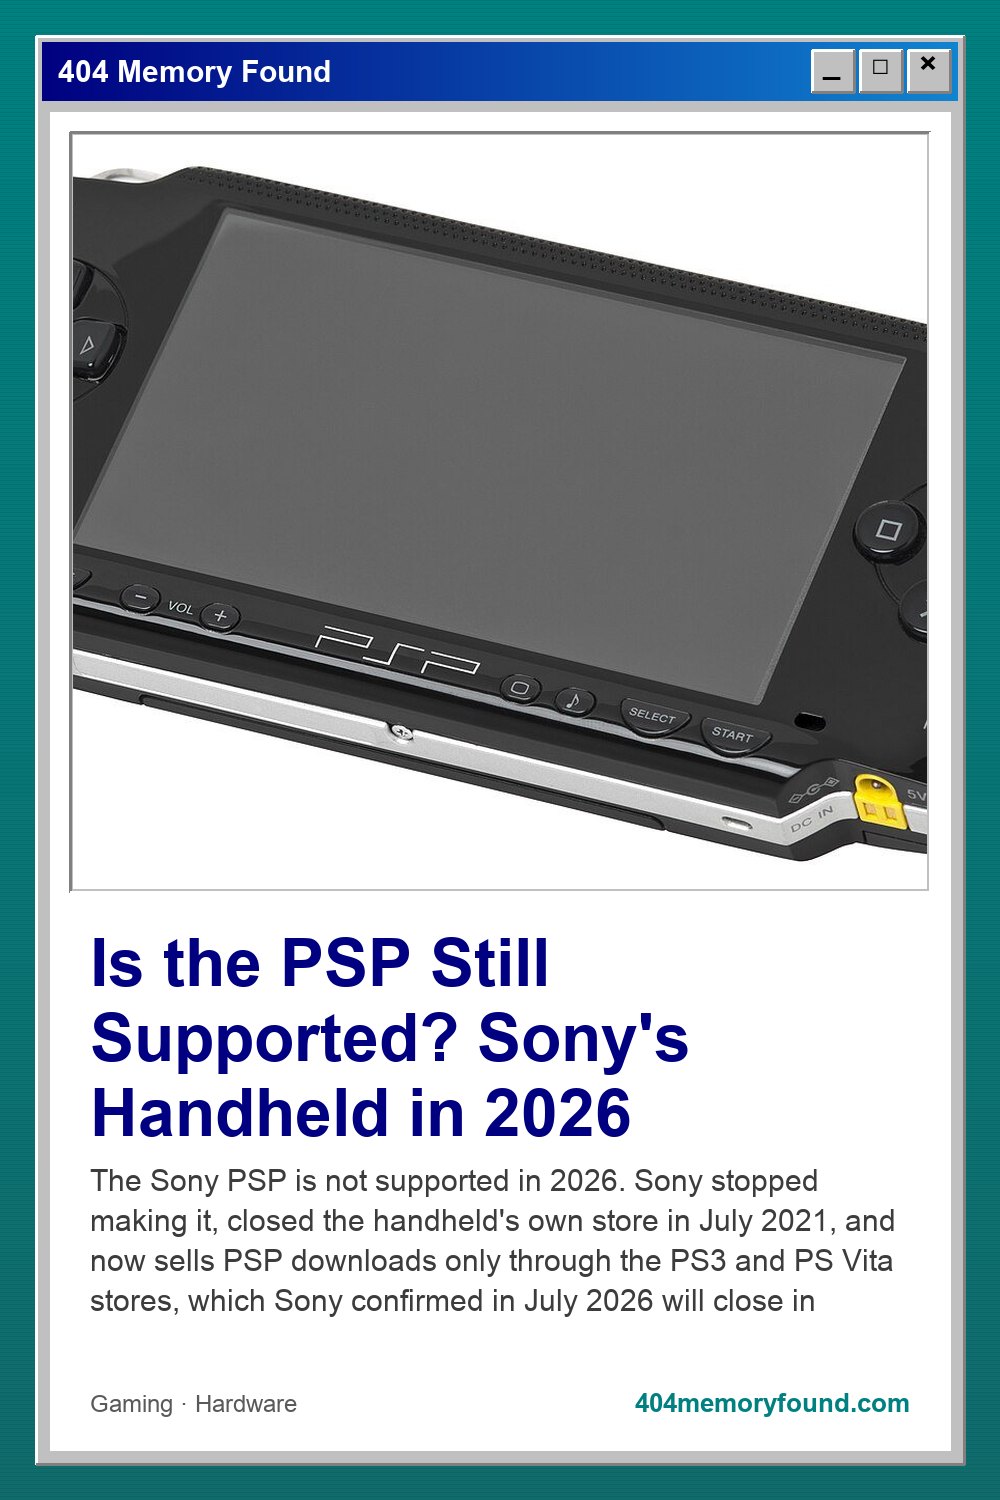 404 Memory Found
VOL
PSP
SELECT
START
DC IN
5V
Is the PSP Still
Supported? Sony's
Handheld in 2026
The Sony PSP is not supported in 2026. Sony stopped
making it, closed the handheld's own store in July 2021, and
now sells PSP downloads only through the PS3 and PS Vita
stores, which Sony confirmed in July 2026 will close in
Gaming · Hardware
404memoryfound.com